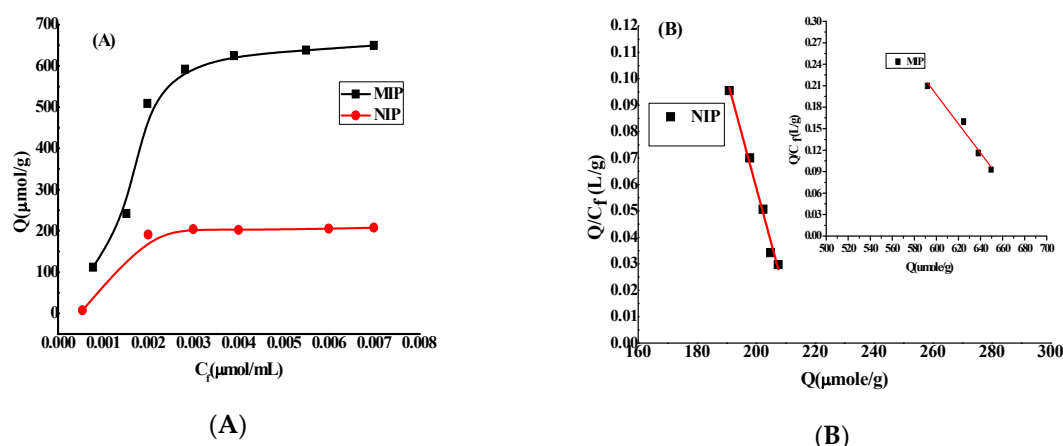 (A)
700
600
500
400
300
200
100
0
Q(μmol/g)
MIP
NIP
0.000 0.001 0.002 0.003 0.004 0.005 0.006 0.007 0.008
C_f(μmol/mL)
(A)
(B)
0.12
0.11
0.10
0.09
0.08
0.07
0.06
0.05
0.04
0.03
0.02
0.01
0.00
Q/C_f (L/g)
NIP
160 180 200 220 240 260 280 300
Q(μmole/g)
0.30
0.27
0.24
0.21
0.18
0.15
0.12
0.09
0.06
0.03
0.00
Q/C_f(L/g)
MIP
500 520 540 560 580 600 620 640 660 680 700
Q(umole/g)
(B)